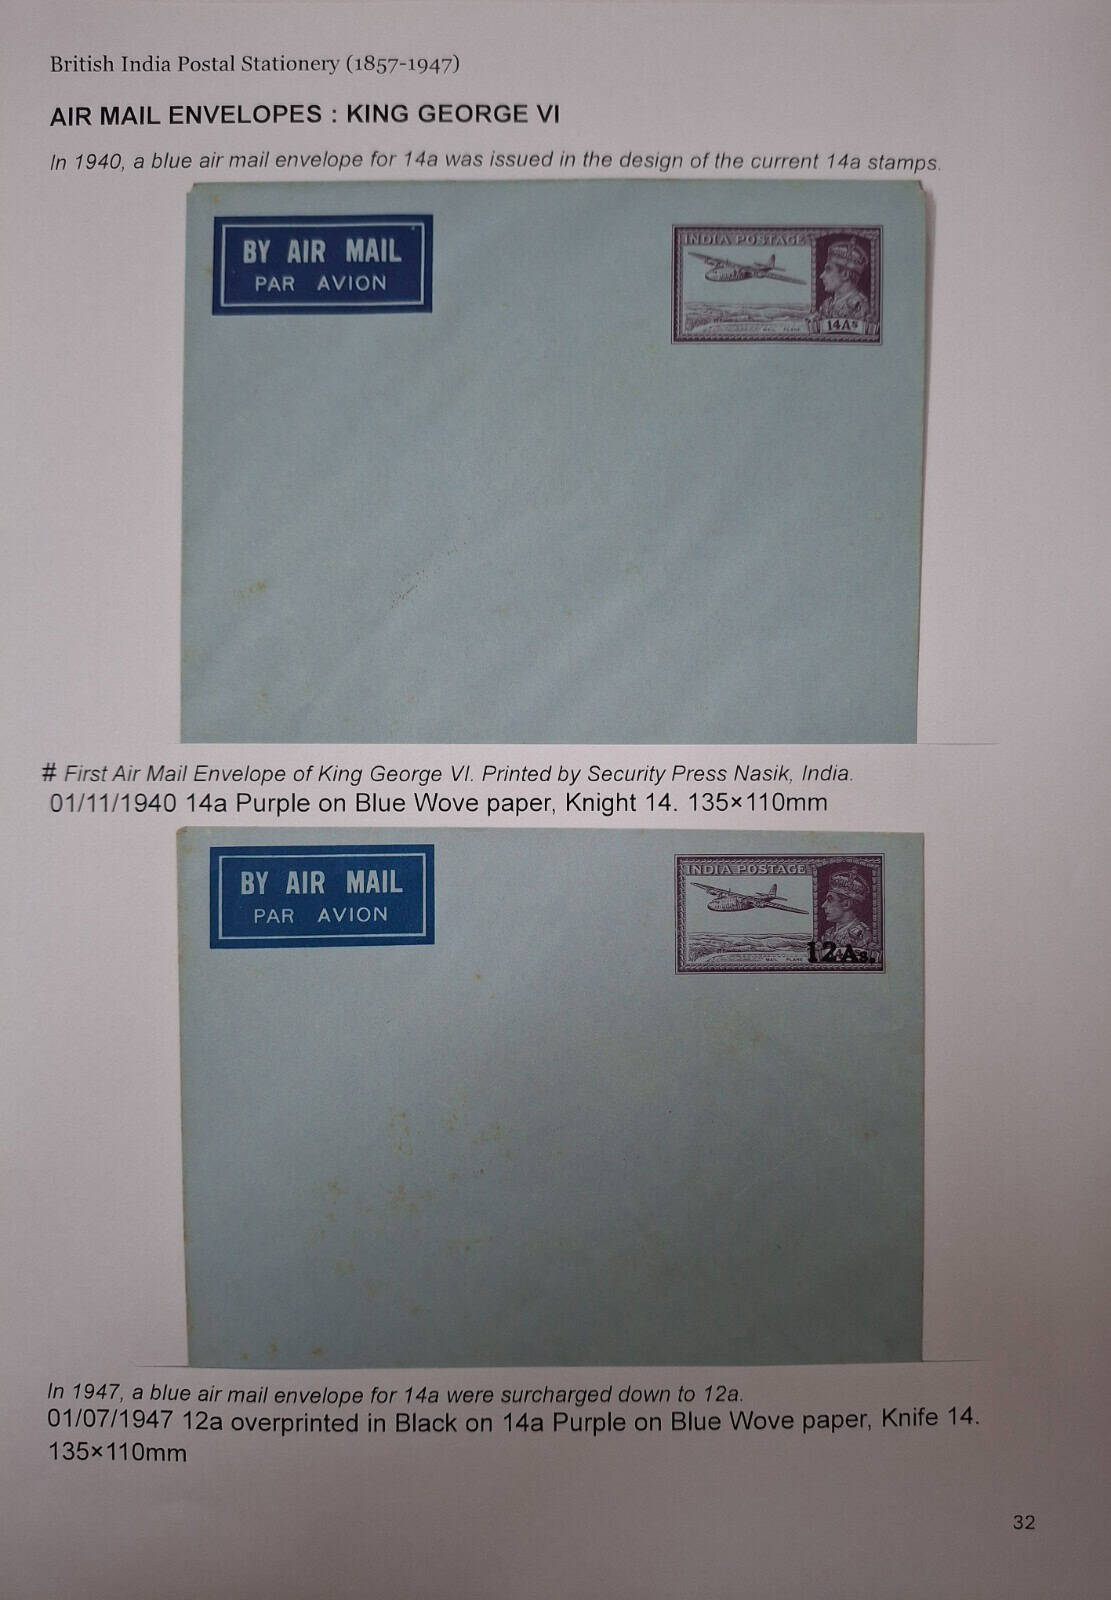 British India Postal Stationery (1857-1947)
AIR MAIL ENVELOPES : KING GEORGE VI
In 1940, a blue air mail envelope for 14a was issued in the design of the current 14a stamps.
BY AIR MAIL
PAR AVION
INDIA POSTAGE
14As
MAIL PLANE
# First Air Mail Envelope of King George VI. Printed by Security Press Nasik, India.
01/11/1940 14a Purple on Blue Wove paper, Knight 14. 135×110mm
BY AIR MAIL
PAR AVION
INDIA POSTAGE
12As.
MAIL PLANE
In 1947, a blue air mail envelope for 14a were surcharged down to 12a.
01/07/1947 12a overprinted in Black on 14a Purple on Blue Wove paper, Knife 14.
135×110mm
32